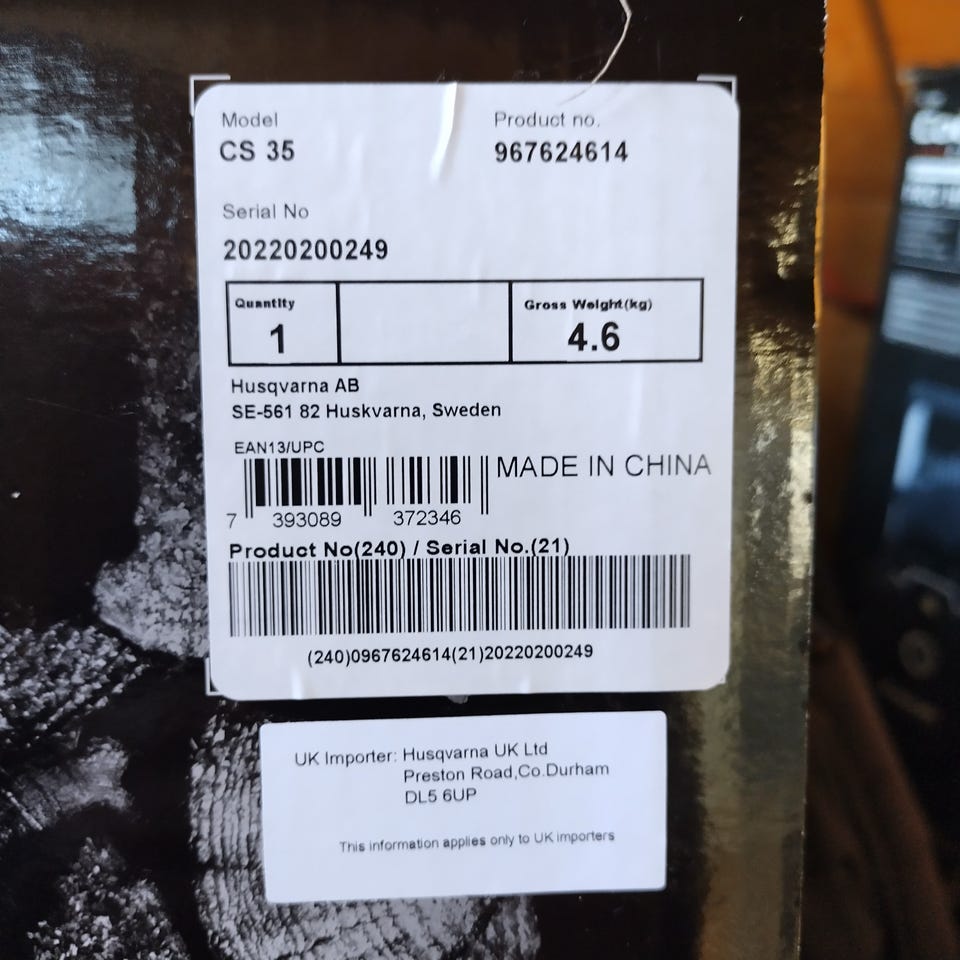 Model Product no.
CS 35 967624614
Serial No
20220200249
Quantity Gross Weight(kg)
1 4.6
Husqvarna AB
SE-561 82 Huskvarna, Sweden
EAN13/UPC
MADE IN CHINA
7 393089 372346
Product No(240) / Serial No.(21)
(240)0967624614(21)20220200249
UK Importer: Husqvarna UK Ltd
Preston Road,Co.Durham
DL5 6UP
This information applies only to UK importers